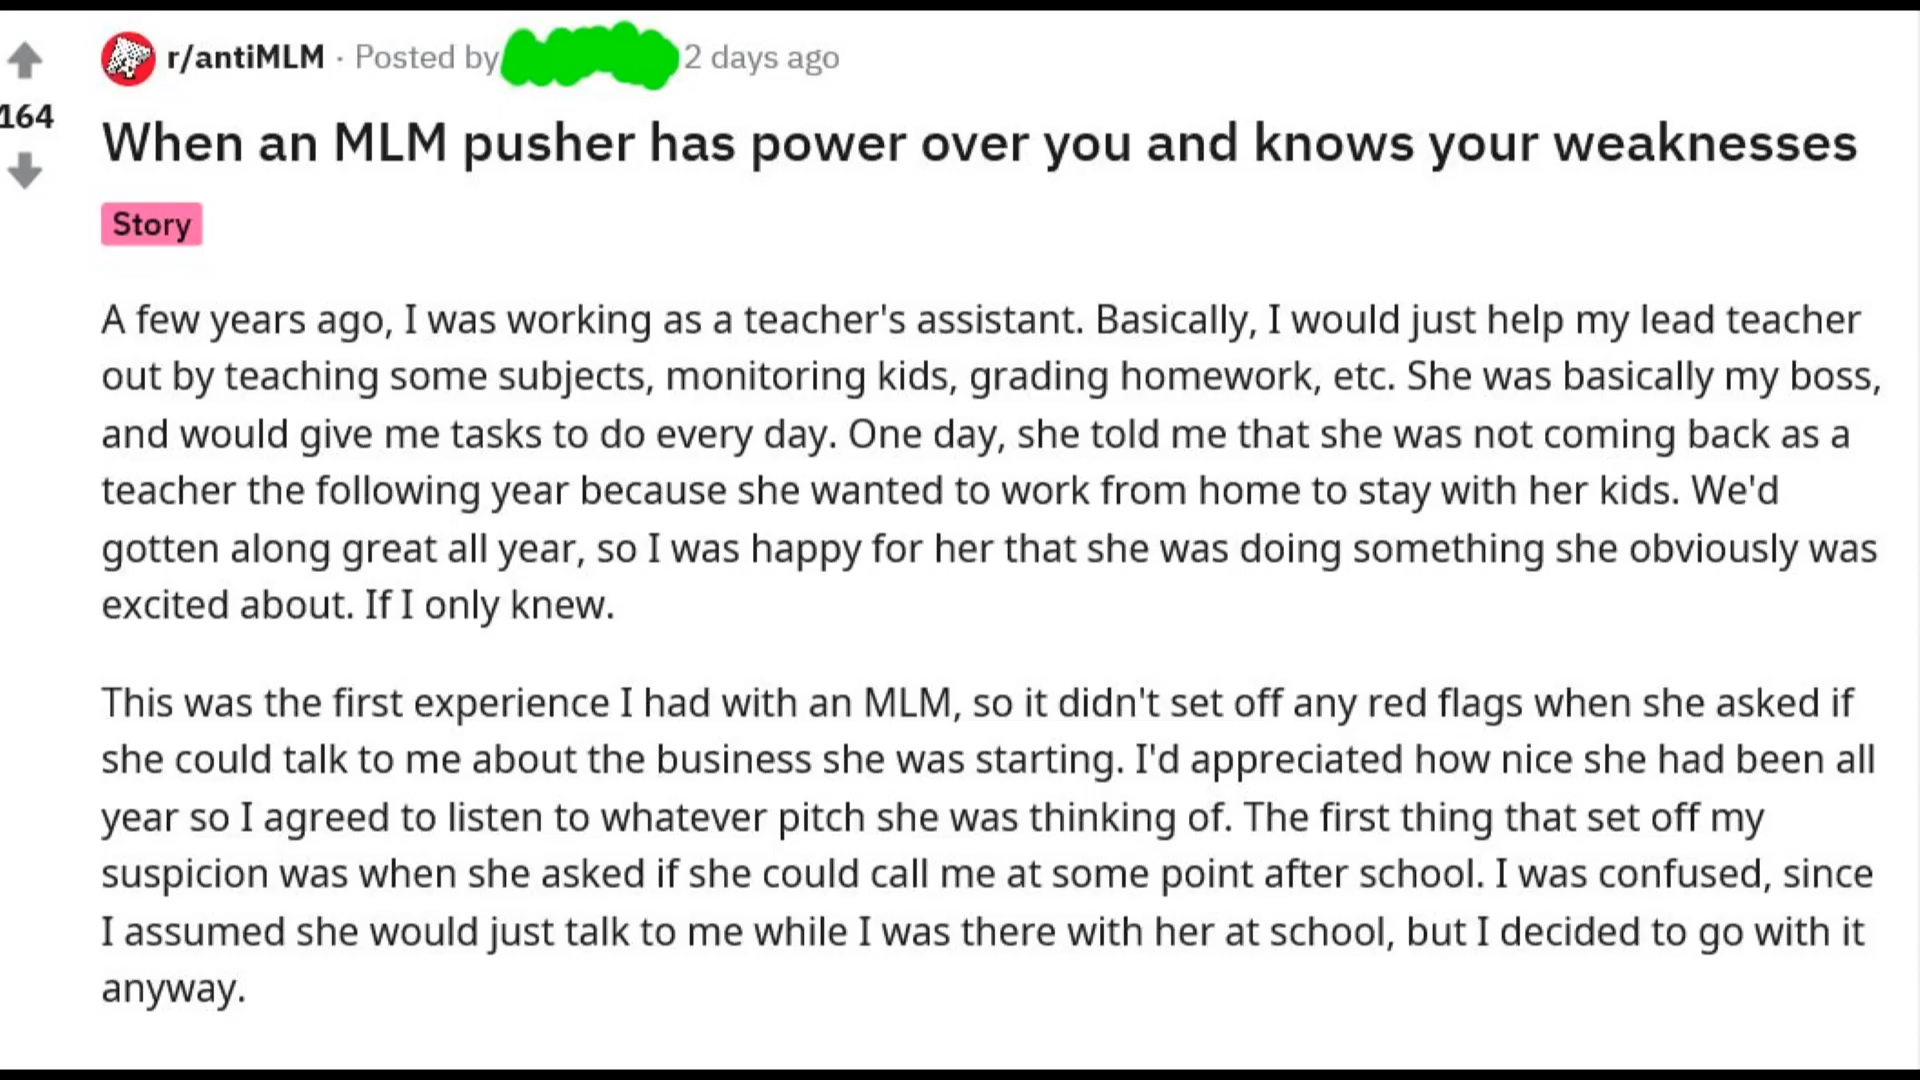 r/antiMLM · Posted by 2 days ago
164
When an MLM pusher has power over you and knows your weaknesses
Story
A few years ago, I was working as a teacher's assistant. Basically, I would just help my lead teacher
out by teaching some subjects, monitoring kids, grading homework, etc. She was basically my boss,
and would give me tasks to do every day. One day, she told me that she was not coming back as a
teacher the following year because she wanted to work from home to stay with her kids. We'd
gotten along great all year, so I was happy for her that she was doing something she obviously was
excited about. If I only knew.
This was the first experience I had with an MLM, so it didn't set off any red flags when she asked if
she could talk to me about the business she was starting. I'd appreciated how nice she had been all
year so I agreed to listen to whatever pitch she was thinking of. The first thing that set off my
suspicion was when she asked if she could call me at some point after school. I was confused, since
I assumed she would just talk to me while I was there with her at school, but I decided to go with it
anyway.